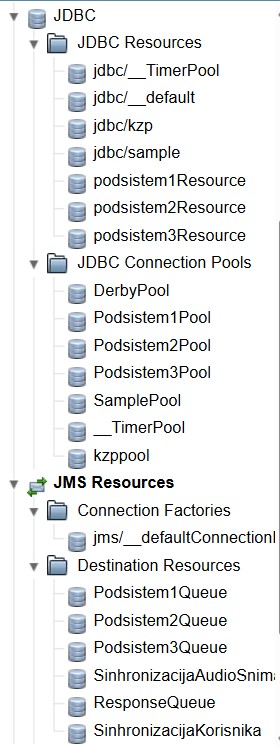 JDBC
JDBC Resources
jdbc/__TimerPool
jdbc/__default
jdbc/kzp
jdbc/sample
podsistem1Resource
podsistem2Resource
podsistem3Resource
JDBC Connection Pools
DerbyPool
Podsistem1Pool
Podsistem2Pool
Podsistem3Pool
SamplePool
__TimerPool
kzppool
JMS Resources
Connection Factories
jms/__defaultConnectionI
Destination Resources
Podsistem1Queue
Podsistem2Queue
Podsistem3Queue
SinhronizacijaAudioSnima
ResponseQueue
SinhronizacijaKorisnika